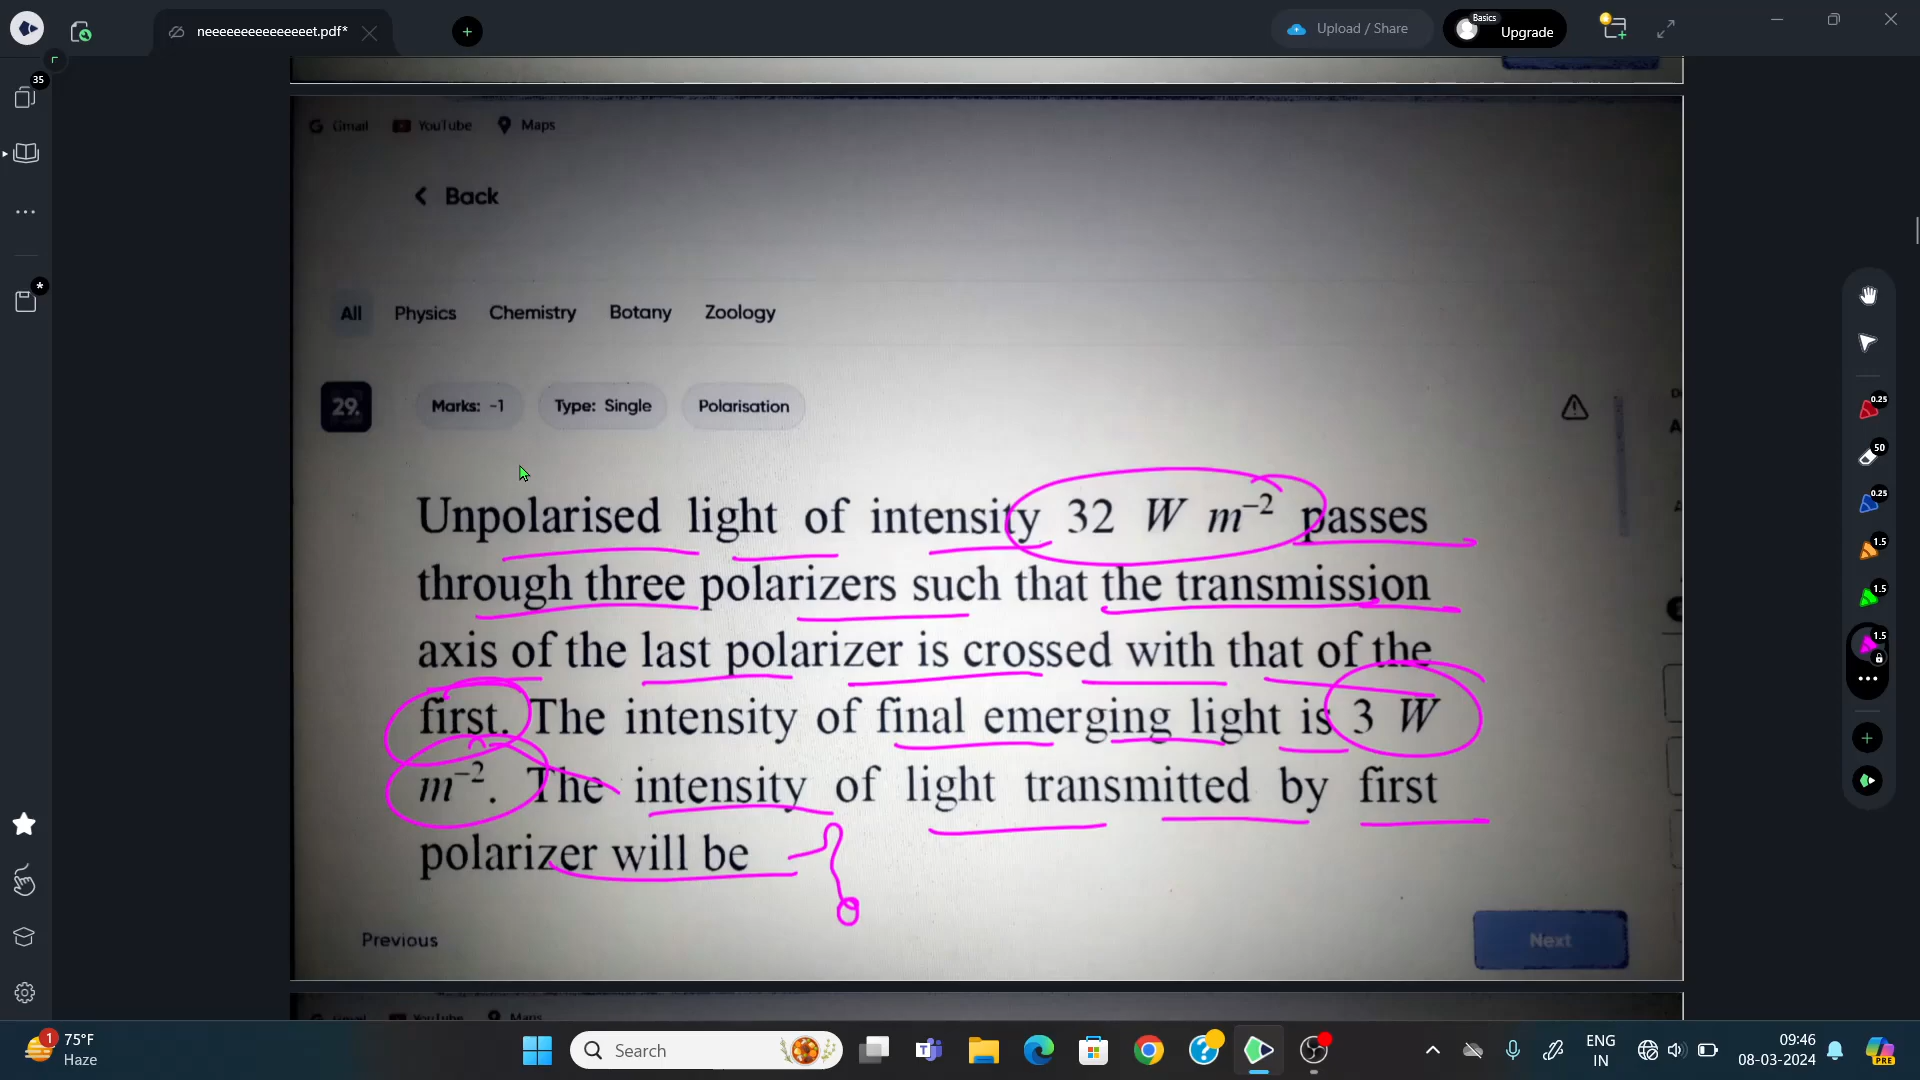 neeeeeeeeeeeeeet.pdf*
Upload / Share
Basics
Upgrade
35
Gmail YouTube Maps
Back
All Physics Chemistry Botany Zoology
29. Marks: -1 Type: Single Polarisation
Unpolarised light of intensity 32 W m⁻² passes
through three polarizers such that the transmission
axis of the last polarizer is crossed with that of the
first. The intensity of final emerging light is 3 W
m⁻². The intensity of light transmitted by first
polarizer will be ?
Previous
Next
0.25
50
0.25
1.5
1.5
1.5
YouTube Maps
1
75°F
Haze
Search
ENG
IN
09:46
08-03-2024
PRE